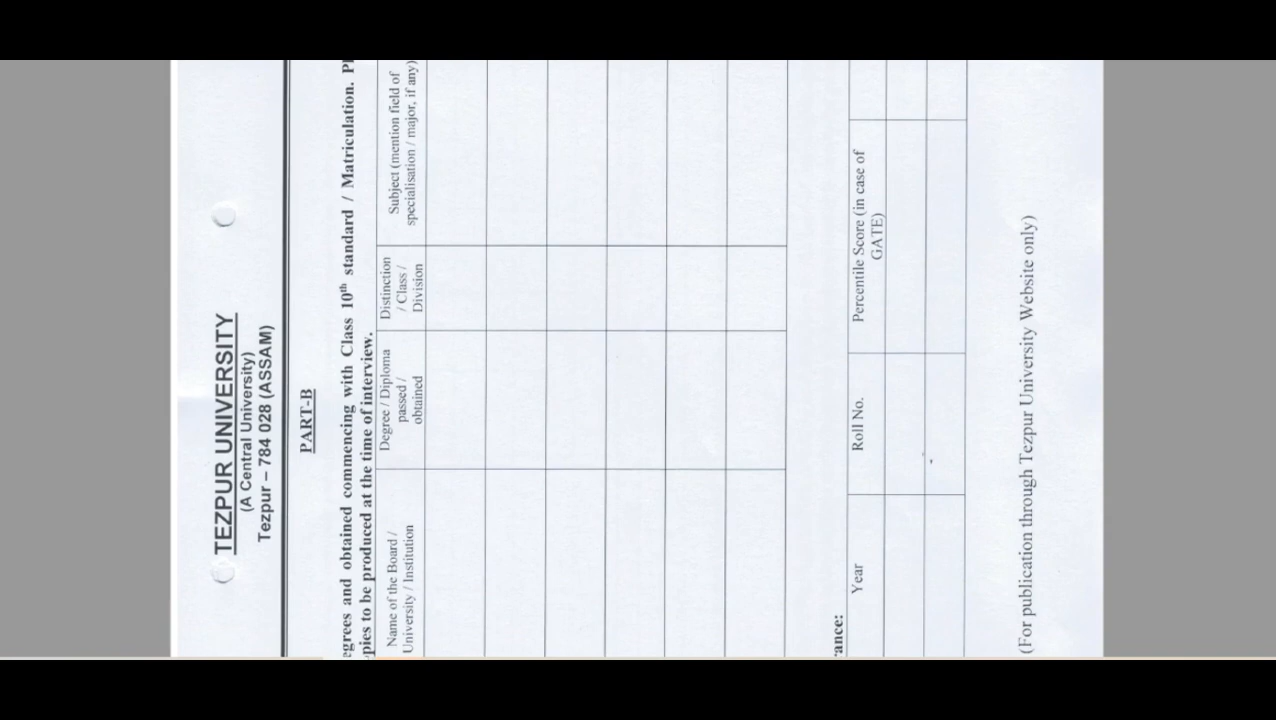 TEZPUR UNIVERSITY
(A Central University)
Tezpur – 784 028 (ASSAM)
PART-B
egrees and obtained commencing with Class 10th standard / Matriculation.
pies to be produced at the time of interview.
Name of the Board / University / Institution
Degree / Diploma passed / obtained
Distinction / Class / Division
Subject (mention field of specialisation / major, if any)
ance:
Year
Roll No.
Percentile Score (in case of GATE)
(For publication through Tezpur University Website only)